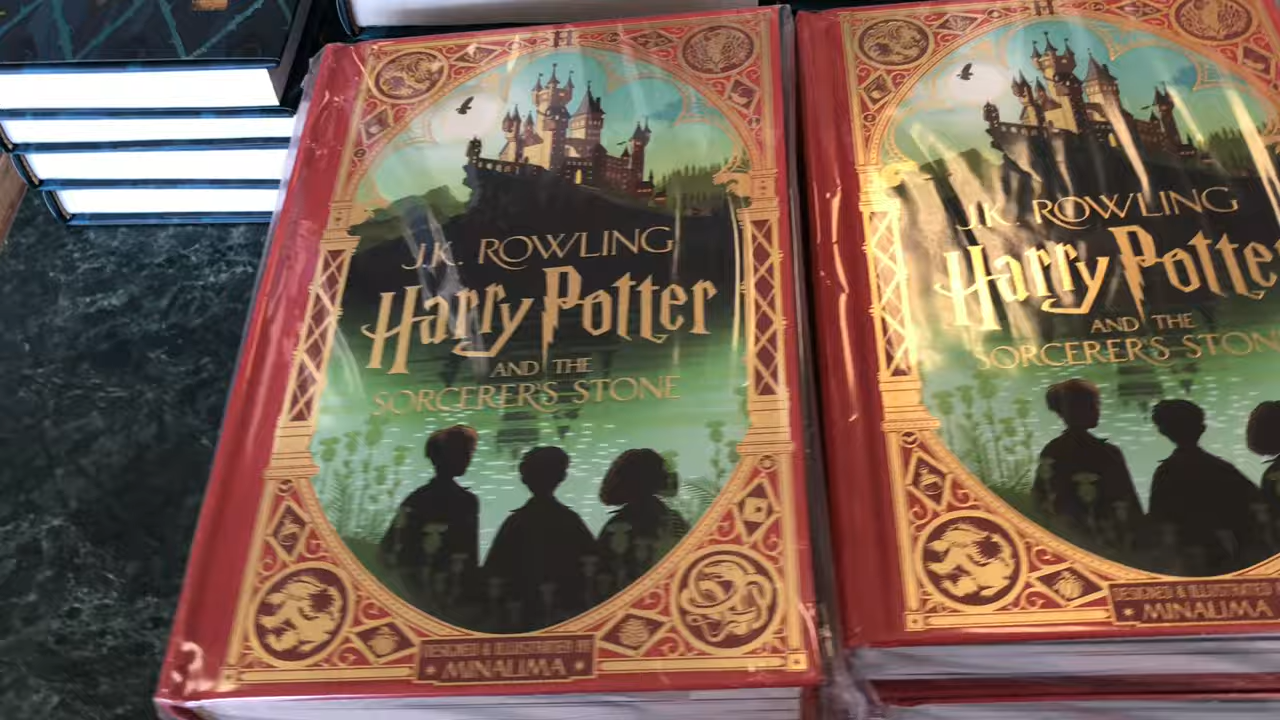 H
J.K. ROWLING
Harry Potter
AND THE
SORCERER'S STONE
DESIGNED & ILLUSTRATED BY
MINALIMA
H
J.K. ROWLING
Harry Potte
AND THE
SORCERER'S STON
DESIGNED & ILLUSTRATED
MINALIMA